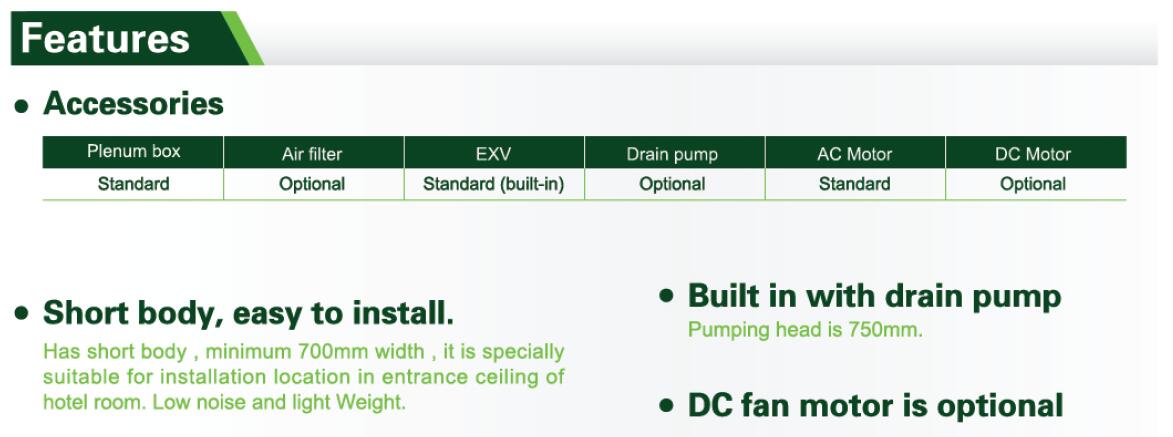 Features
• Accessories
Plenum box Air filter EXV Drain pump AC Motor DC Motor
Standard Optional Standard (built-in) Optional Standard Optional
• Short body, easy to install.
Has short body , minimum 700mm width , it is specially
suitable for installation location in entrance ceiling of
hotel room. Low noise and light Weight.
• Built in with drain pump
Pumping head is 750mm.
• DC fan motor is optional